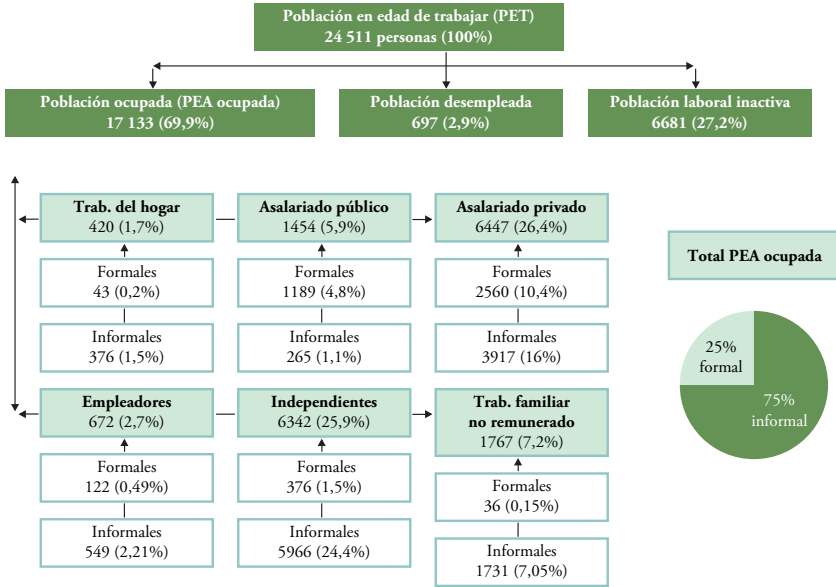 Población en edad de trabajar (PET)
24 511 personas (100%)
Población ocupada (PEA ocupada)
17 133 (69,9%)
Población desempleada
697 (2,9%)
Población laboral inactiva
6681 (27,2%)
Trab. del hogar
420 (1,7%)
Formales
43 (0,2%)
Informales
376 (1,5%)
Asalariado público
1454 (5,9%)
Formales
1189 (4,8%)
Informales
265 (1,1%)
Asalariado privado
6447 (26,4%)
Formales
2560 (10,4%)
Informales
3917 (16%)
Empleadores
672 (2,7%)
Formales
122 (0,49%)
Informales
549 (2,21%)
Independientes
6342 (25,9%)
Formales
376 (1,5%)
Informales
5966 (24,4%)
Trab. familiar
no remunerado
1767 (7,2%)
Formales
36 (0,15%)
Informales
1731 (7,05%)
Total PEA ocupada
25%
formal
75%
informal